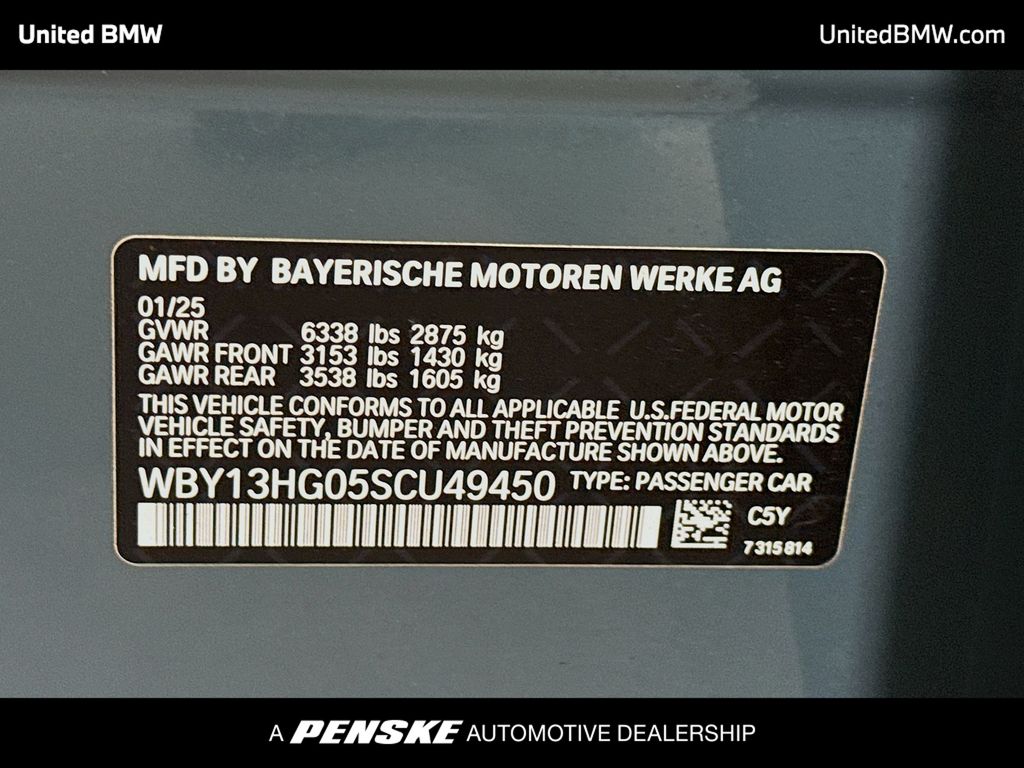 United BMW
UnitedBMW.com
MFD BY BAYERISCHE MOTOREN WERKE AG
01/25
GVWR 6338 lbs 2875 kg
GAWR FRONT 3153 lbs 1430 kg
GAWR REAR 3538 lbs 1605 kg
THIS VEHICLE CONFORMS TO ALL APPLICABLE U.S.FEDERAL MOTOR
VEHICLE SAFETY, BUMPER AND THEFT PREVENTION STANDARDS
IN EFFECT ON THE DATE OF MANUFACTURE SHOWN ABOVE.
WBY13HG05SCU49450 TYPE: PASSENGER CAR
C5Y
7315814
A PENSKE AUTOMOTIVE DEALERSHIP